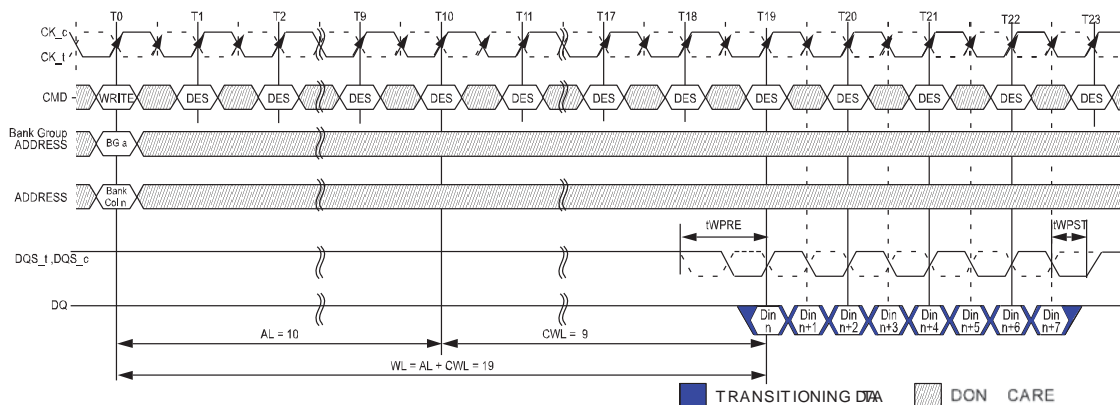 T0 T1 T2 T9 T10 T11 T17 T18 T19 T20 T21 T22 T23
CK_c
CK_t
CMD WRITE DES DES DES DES DES DES DES DES DES DES DES DES
Bank Group
ADDRESS
BG a
ADDRESS
Bank
Col n
tWPRE tWPST
DQS_t ,DQS_c
DQ
Din n
Din n+1
Din n+2
Din n+3
Din n+4
Din n+5
Din n+6
Din n+7
AL = 10 CWL = 9
WL = AL + CWL = 19
TRANSITIONING DATA DON CARE